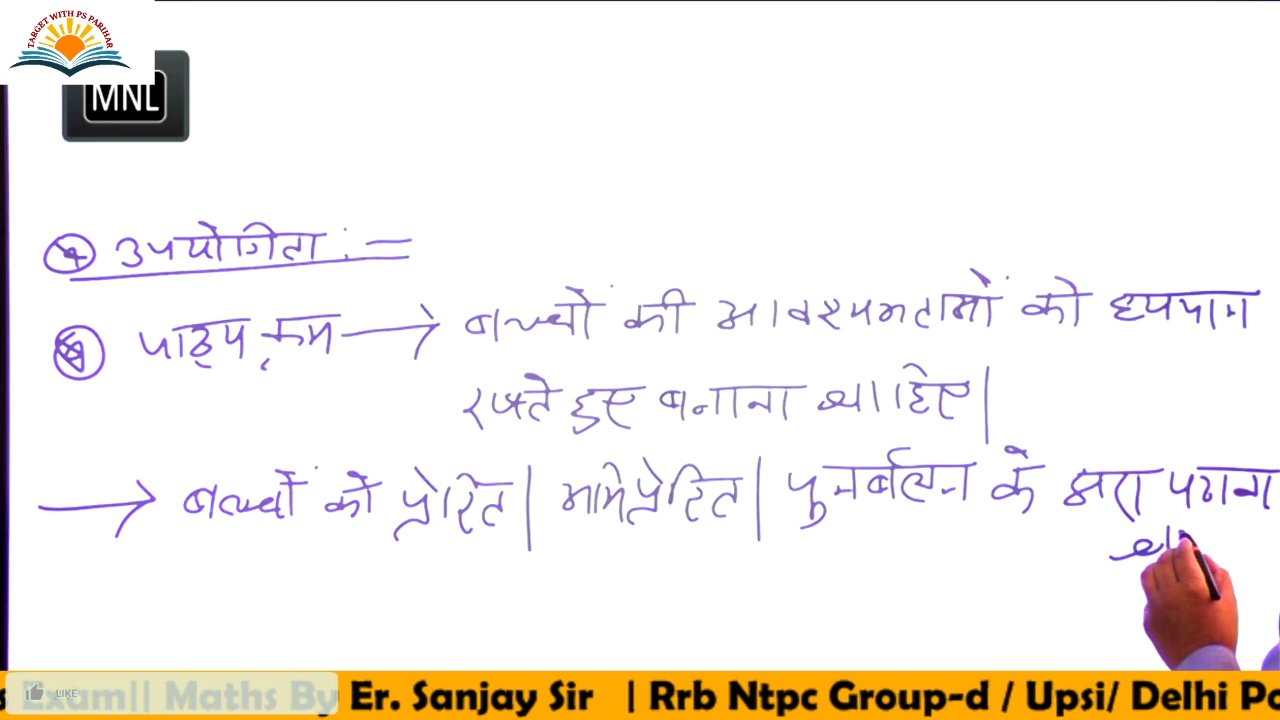 TARGET WITH PS PARIHAR
MNL
उपयोगिता :=
पाठ्यक्रम → बच्चों की आवश्यकताओं को ध्यान
रखते हुए बनाना चाहिए|
→ बच्चों को प्रेरित | अभिप्रेरित | पुनर्बलन के द्वारा पढाना
LIKE
s Exam|| Maths By Er. Sanjay Sir | Rrb Ntpc Group-d / Upsi/ Delhi Po